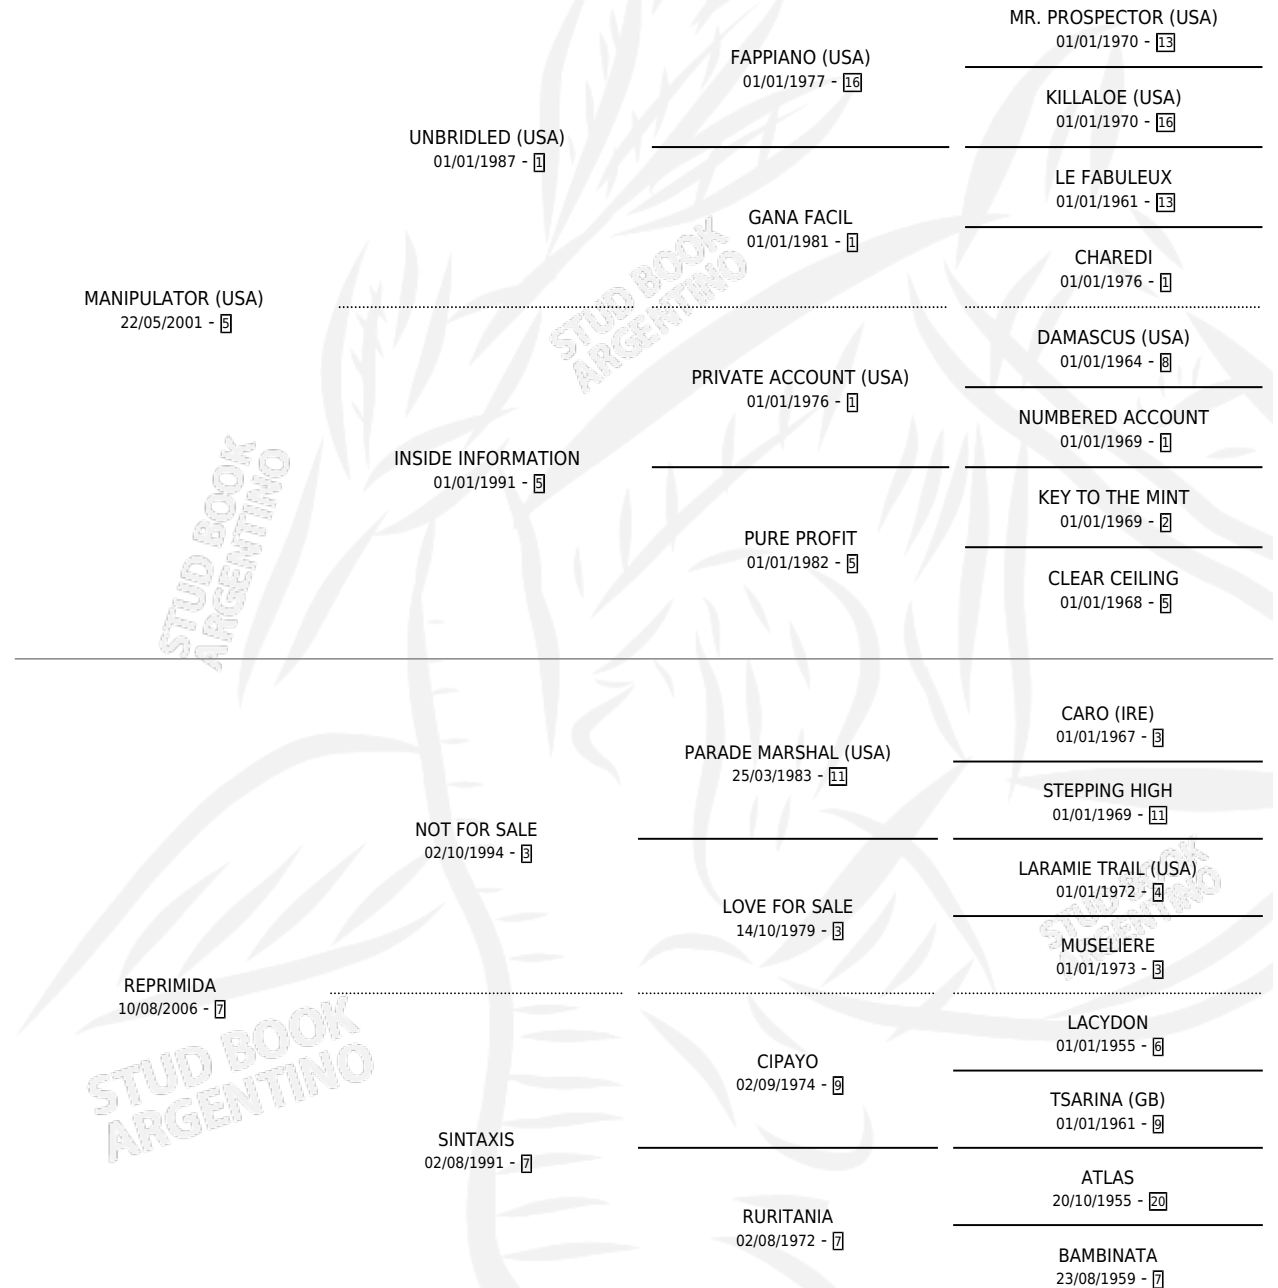 MR. PROSPECTOR (USA)
01/01/1970 - 13
FAPPIANO (USA)
01/01/1977 - 16
KILLALOE (USA)
01/01/1970 - 16
UNBRIDLED (USA)
01/01/1987 - 1
LE FABULEUX
01/01/1961 - 13
GANA FACIL
01/01/1981 - 1
CHAREDI
01/01/1976 - 1
MANIPULATOR (USA)
22/05/2001 - 5
DAMASCUS (USA)
01/01/1964 - 8
PRIVATE ACCOUNT (USA)
01/01/1976 - 1
NUMBERED ACCOUNT
01/01/1969 - 1
INSIDE INFORMATION
01/01/1991 - 5
KEY TO THE MINT
01/01/1969 - 2
PURE PROFIT
01/01/1982 - 5
CLEAR CEILING
01/01/1968 - 5
CARO (IRE)
01/01/1967 - 3
PARADE MARSHAL (USA)
25/03/1983 - 11
STEPPING HIGH
01/01/1969 - 11
NOT FOR SALE
02/10/1994 - 3
LARAMIE TRAIL (USA)
01/01/1972 - 4
LOVE FOR SALE
14/10/1979 - 3
MUSELIERE
01/01/1973 - 3
REPRIMIDA
10/08/2006 - 7
LACYDON
01/01/1955 - 6
CIPAYO
02/09/1974 - 9
TSARINA (GB)
01/01/1961 - 9
SINTAXIS
02/08/1991 - 7
ATLAS
20/10/1955 - 20
RURITANIA
02/08/1972 - 7
BAMBINATA
23/08/1959 - 7
STUD BOOK
ARGENTINO
STUD BOOK
ARGENTINO
STUD BOOK
ARGENTINO
STUD BOOK
ARGENTINO